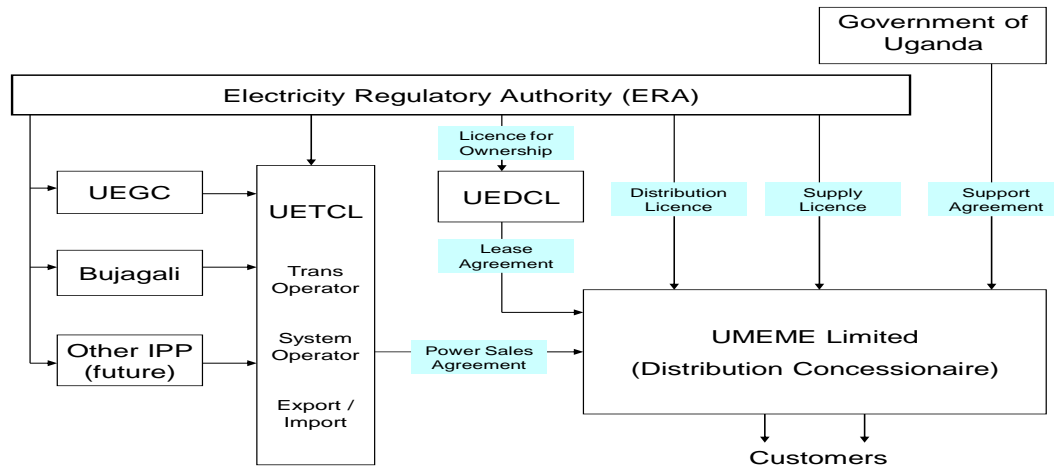 Government of
Uganda
Electricity Regulatory Authority (ERA)
Licence for
Ownership
UEGC
UETCL
UEDCL
Distribution
Licence
Supply
Licence
Support
Agreement
Lease
Agreement
Bujagali
Trans
Operator
System
Operator
Other IPP
(future)
Power Sales
Agreement
UMEME Limited
(Distribution Concessionaire)
Export /
Import
Customers